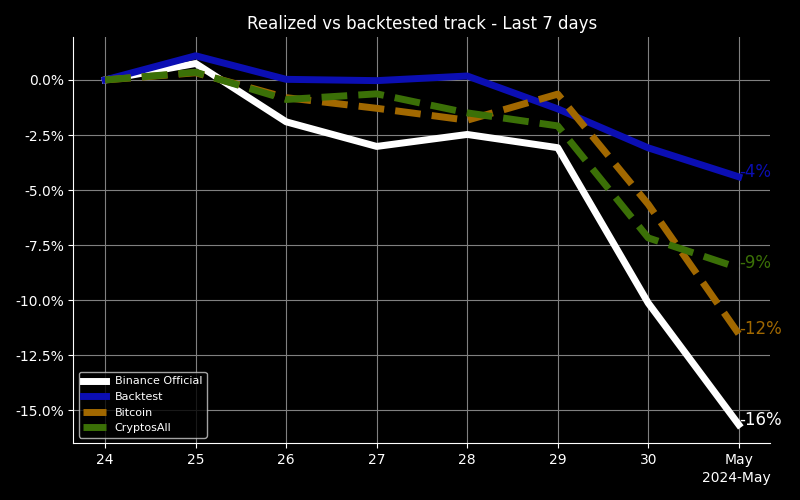 Realized vs backtested track - Last 7 days
0.0%
-2.5%
-5.0%
-7.5%
-10.0%
-12.5%
-15.0%
-4%
-9%
-12%
-16%
Binance Official
Backtest
Bitcoin
CryptosAll
24 25 26 27 28 29 30 May
2024-May